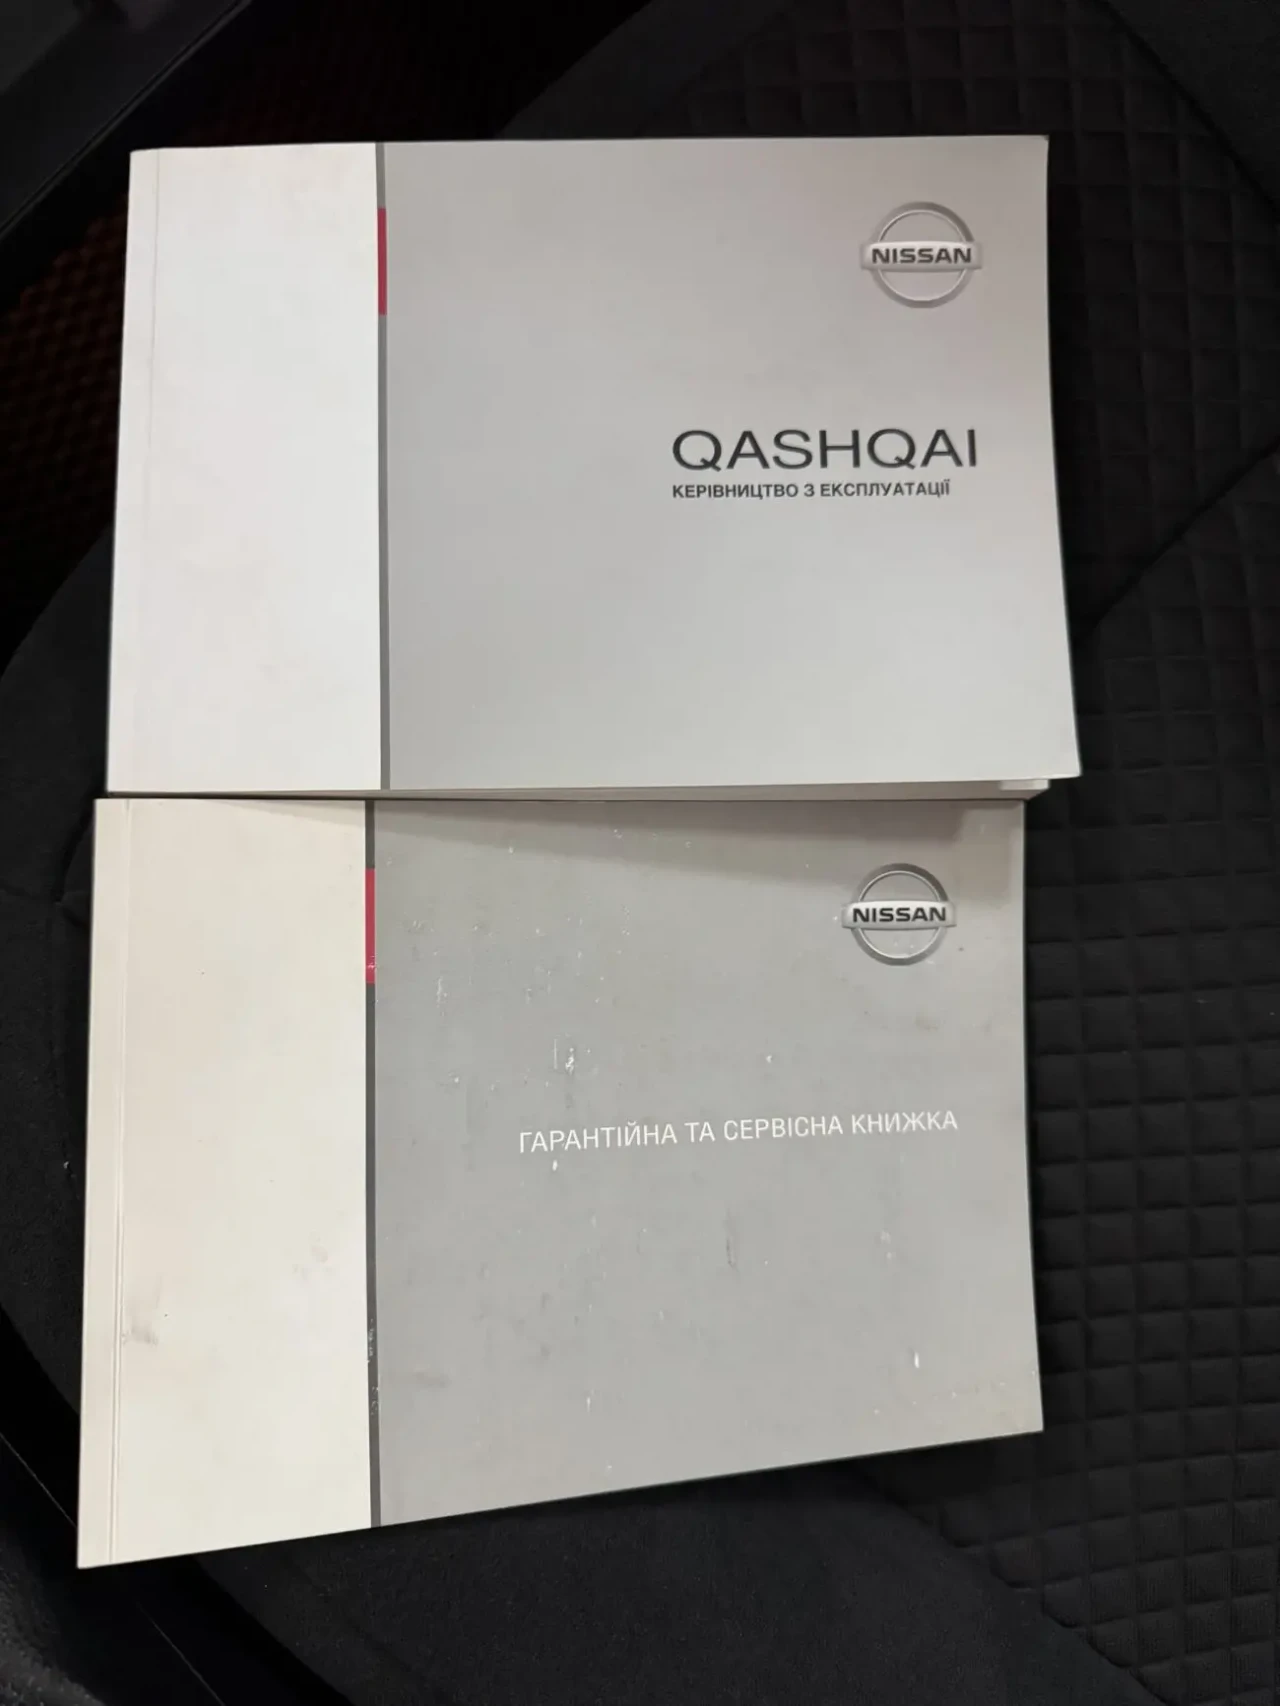 NISSAN
QASHQAI
КЕРІВНИЦТВО З ЕКСПЛУАТАЦІЇ
NISSAN
ГАРАНТІЙНА ТА СЕРВІСНА КНИЖКА